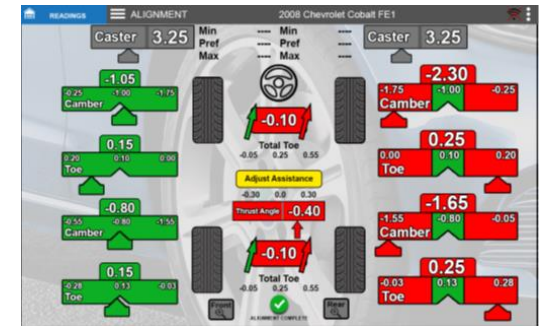 READINGS ALIGNMENT 2008 Chevrolet Cobalt FE1
Caster 3.25 Min ---- Min ---- Caster 3.25
Pref ---- Pref ----
Max ---- Max ----
-1.05 -2.30
-0.25 -1.00 -1.75 -1.75 -1.00 -0.25
Camber Camber
-0.10
0.15 Total Toe 0.25
0.20 0.10 0.00 -0.05 0.25 0.55 0.00 0.10 0.20
Toe Toe
Adjust Assistance
-0.30 0.0 0.30
-0.80 Thrust Angle -0.40 -1.65
-0.55 -0.80 -1.55 -1.55 -0.80 -0.05
Camber Camber
-0.10
0.15 Total Toe 0.25
0.28 0.13 -0.03 -0.05 0.25 0.55 -0.03 0.13 0.28
Toe Toe
Front Rear
ALIGNMENT COMPLETE